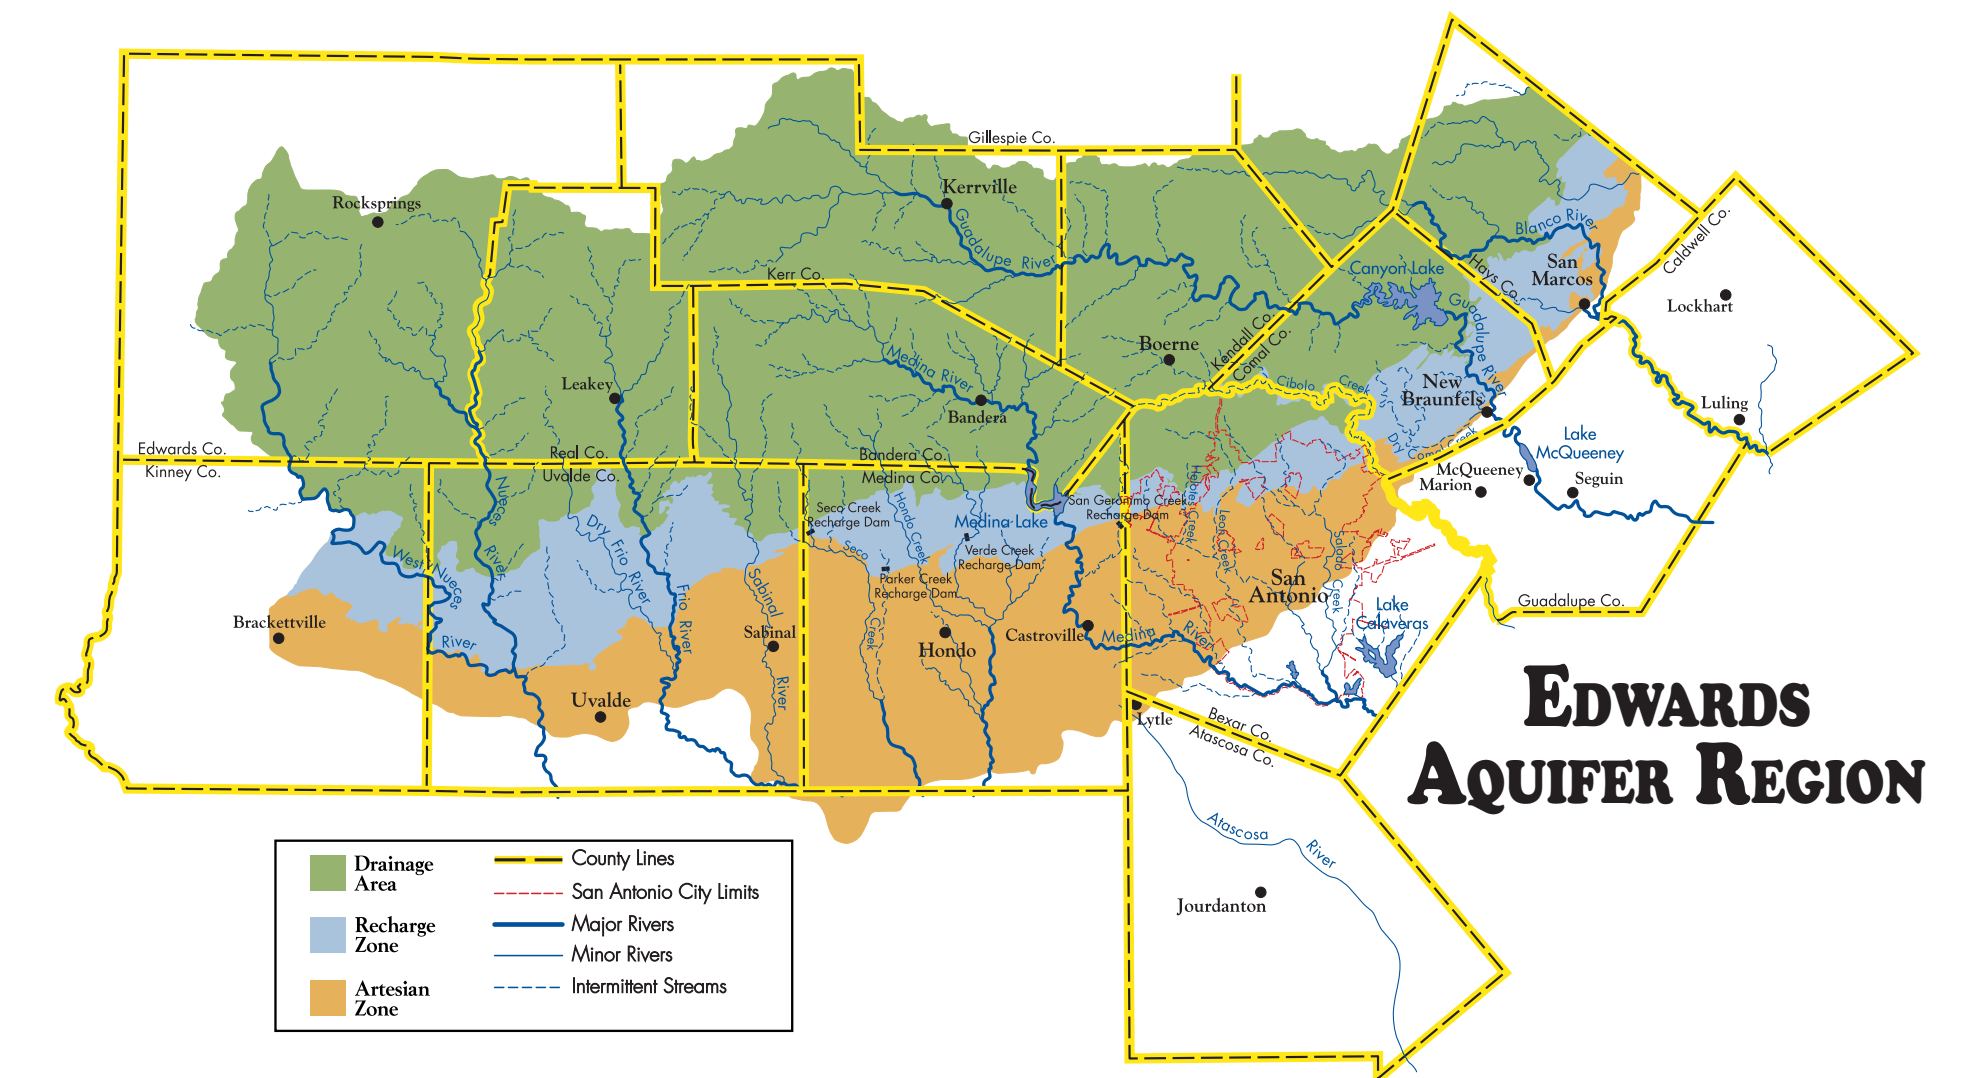 Gillespie Co.
Rocksprings
Kerrville
Guadalupe River
Kerr Co.
Blanco River
Caldwell Co.
San
Marcos
Hays Co.
Canyon Lake
Lockhart
Guadalupe River
Kendall Co.
Comal Co.
Boerne
Leakey
Medina River
Bandera
Cibolo Creek
New
Braunfels
Luling
Dry Comal Creek
Lake
McQueeney
McQueeney
Marion
Seguin
Edwards Co.
Kinney Co.
Real Co.
Uvalde Co.
Bandera Co.
Medina Co.
Nueces River
Seco Creek
Recharge Dam
Hondo Creek
Medina Lake
San Geronimo Creek
Recharge Dam
Helotes Creek
Leon Creek
Salado Creek
Dry Frio River
Seco Creek
Verde Creek
Recharge Dam
Parker Creek
Recharge Dam
West Nueces River
Frio River
Sabinal River
San
Antonio
Lake
Calaveras
Guadalupe Co.
Brackettville
Sabinal
Hondo
Castroville
Medina River
Uvalde
Lytle
Bexar Co.
Atascosa Co.
Edwards
Aquifer Region
Atascosa River
Jourdanton
Drainage
Area
Recharge
Zone
Artesian
Zone
County Lines
San Antonio City Limits
Major Rivers
Minor Rivers
Intermittent Streams